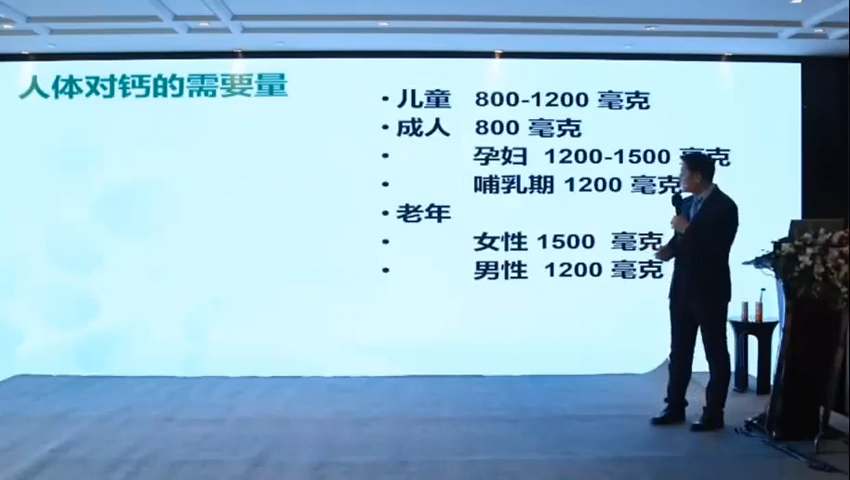 人体对钙的需要量
• 儿童 800-1200 毫克
• 成人 800 毫克
• 孕妇 1200-1500 毫克
• 哺乳期 1200 毫克
• 老年
• 女性 1500 毫克
• 男性 1200 毫克